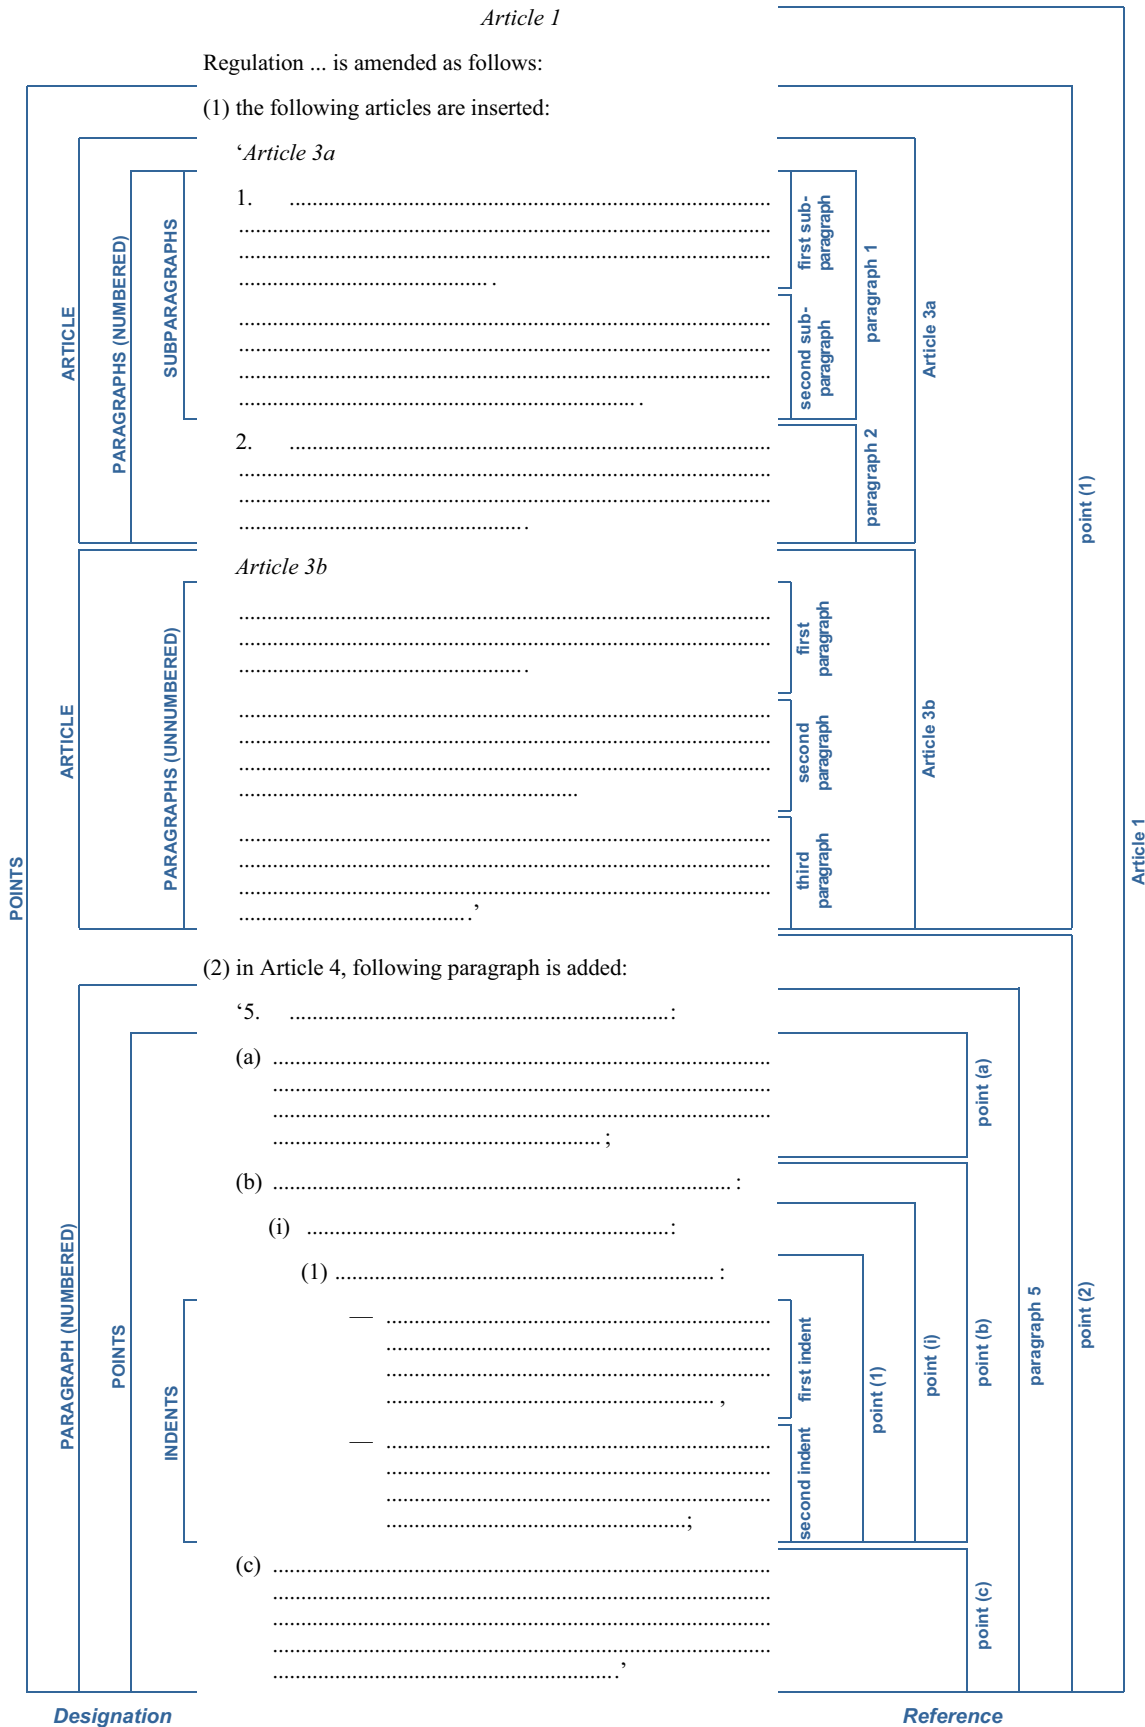 Article 1
Regulation ... is amended as follows:
(1) the following articles are inserted:
‘Article 3a
1. ................................................................................
................................................................................
................................................................................
.......................................... .
................................................................................
................................................................................
................................................................................
............................................................ .
2. ................................................................................
................................................................................
................................................................................
................................................ .
Article 3b
................................................................................
................................................................................
................................................ .
................................................................................
................................................................................
................................................................................
.........................................................
................................................................................
................................................................................
................................................................................
........................................ .’
(2) in Article 4, following paragraph is added:
‘5. ................................................................:
(a) ................................................................................
................................................................................
................................................................................
....................................................... ;
(b) ............................................................................ :
(i) .............................................................:
(1) ............................................................... :
— ................................................................
................................................................
................................................................
....................................................... ,
— ................................................................
................................................................
................................................................
..................................................;
(c) ................................................................................
................................................................................
................................................................................
................................................................................
.......................................................... .’
POINTS
ARTICLE
PARAGRAPHS (NUMBERED)
SUBPARAGRAPHS
ARTICLE
PARAGRAPHS (UNNUMBERED)
PARAGRAPH (NUMBERED)
POINTS
INDENTS
first sub-
paragraph
second sub-
paragraph
paragraph 1
paragraph 2
Article 3a
first
paragraph
second
paragraph
third
paragraph
Article 3b
point (1)
point (a)
first indent
second indent
point (1)
point (i)
point (b)
point (c)
paragraph 5
point (2)
Article 1
Designation
Reference